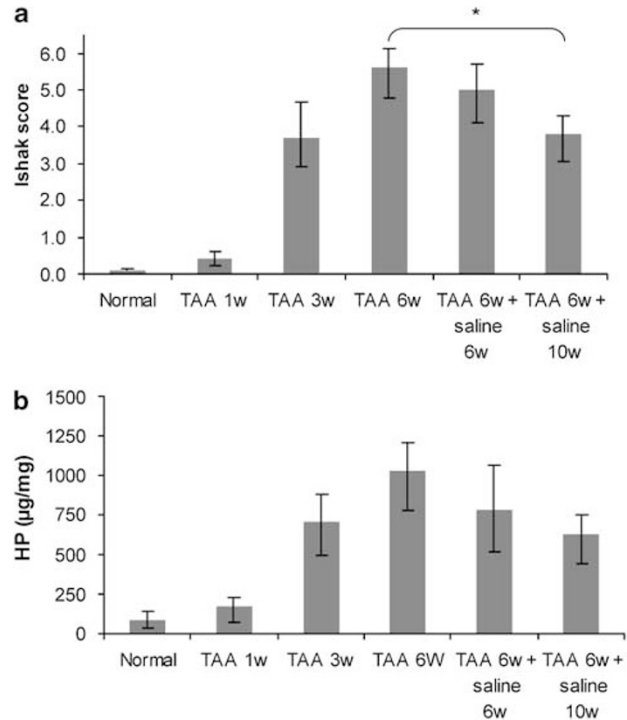 a
*
Ishak score
6.0
5.0
4.0
3.0
2.0
1.0
0.0
Normal
TAA 1w
TAA 3w
TAA 6w
TAA 6w +
saline
6w
TAA 6w +
saline
10w
b
HP (µg/mg)
1500
1250
1000
750
500
250
0
Normal
TAA 1w
TAA 3w
TAA 6W
TAA 6w +
saline
6w
TAA 6w +
saline
10w